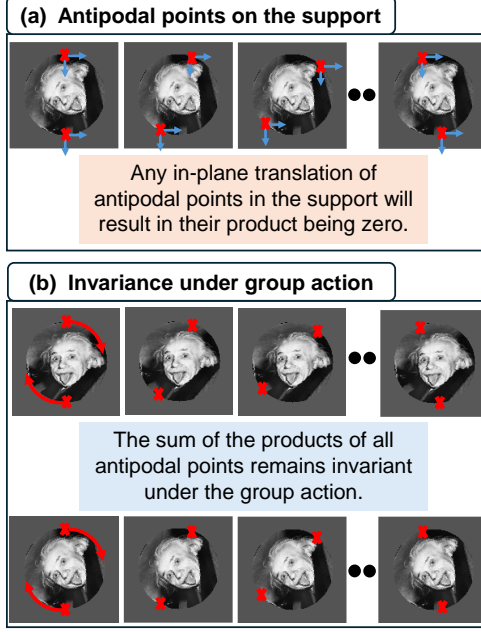 (a) Antipodal points on the support
Any in-plane translation of
antipodal points in the support will
result in their product being zero.
(b) Invariance under group action
The sum of the products of all
antipodal points remains invariant
under the group action.